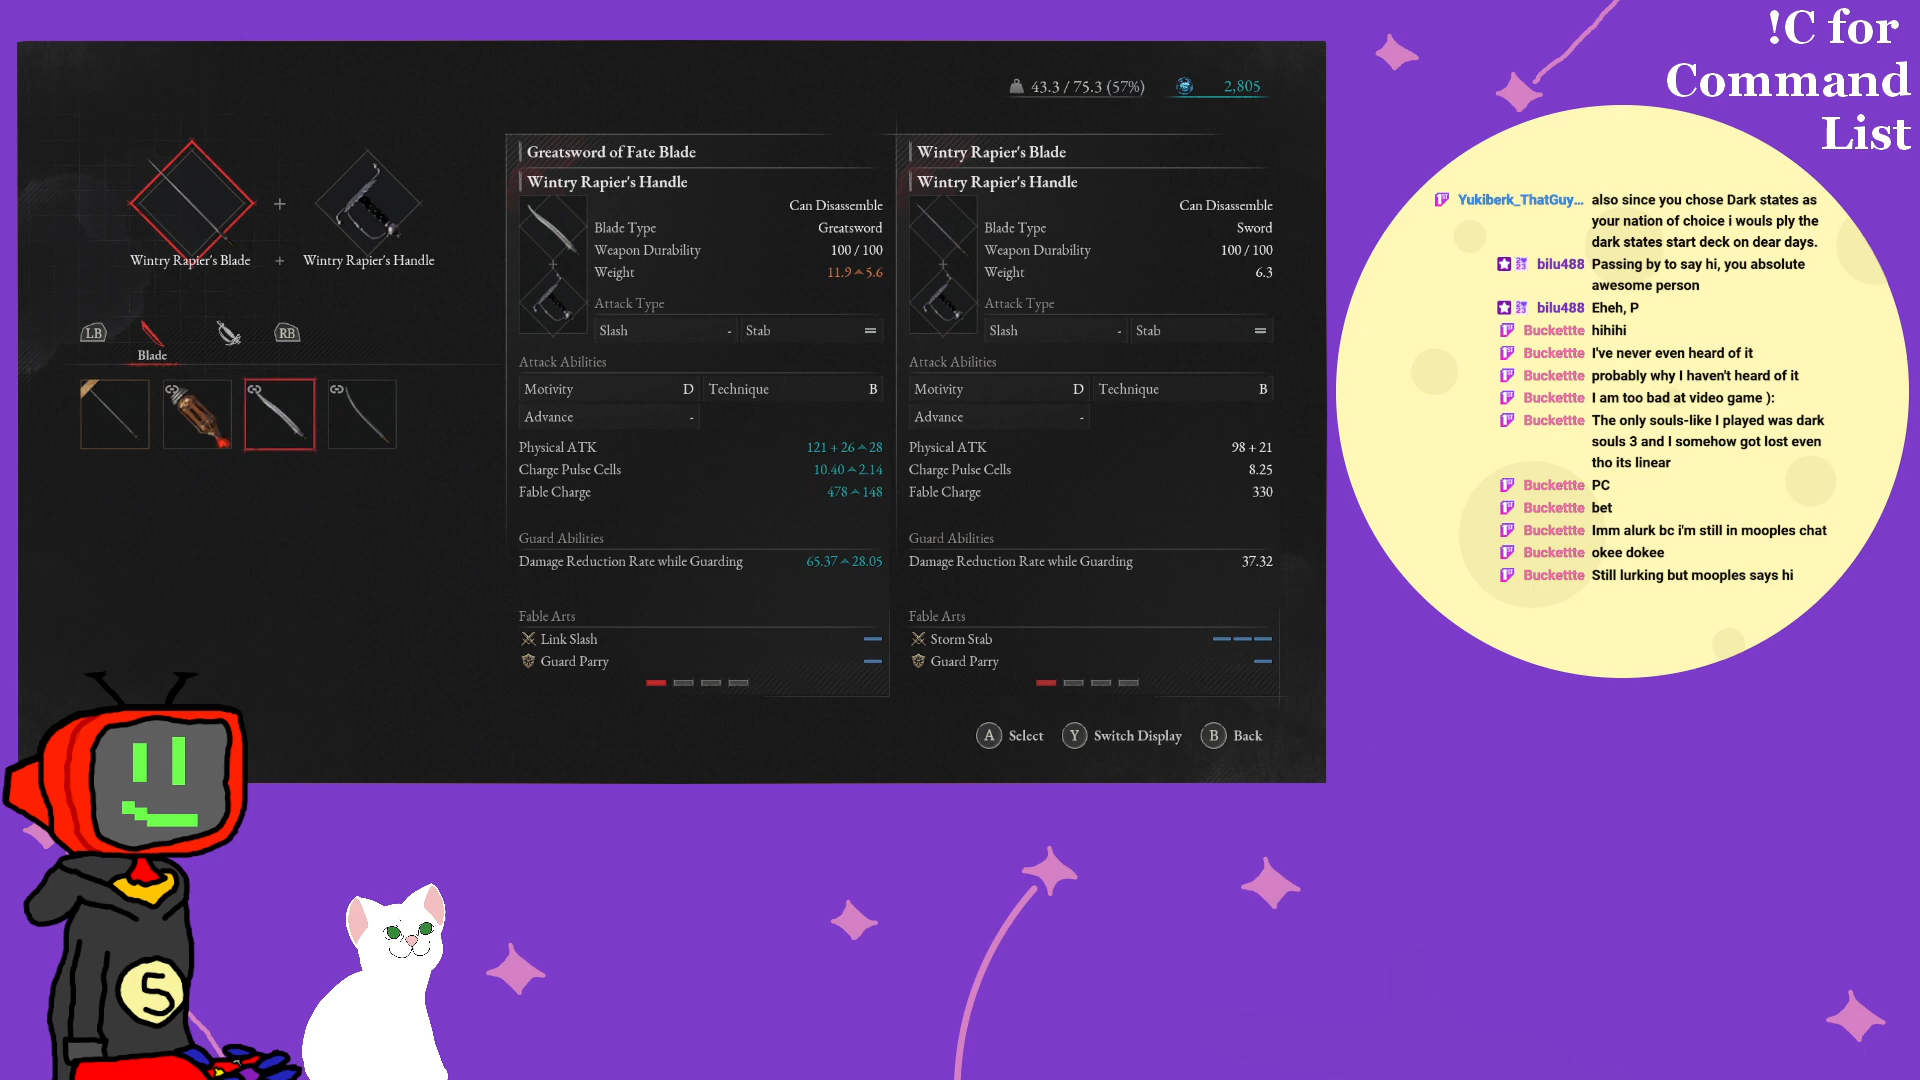 !C for
Command
List
43.3 / 75.3 (57%)
2,805
Wintry Rapier's Blade
+
Wintry Rapier's Handle
+
LB
RB
Blade
Greatsword of Fate Blade
Wintry Rapier's Handle
Can Disassemble
Blade Type Greatsword
Weapon Durability 100 / 100
Weight 11.9 5.6
Attack Type
Slash - Stab =
Attack Abilities
Motivity D Technique B
Advance -
Physical ATK 121 + 26 28
Charge Pulse Cells 10.40 2.14
Fable Charge 478 148
Guard Abilities
Damage Reduction Rate while Guarding 65.37 28.05
Fable Arts
Link Slash
Guard Parry
Wintry Rapier's Blade
Wintry Rapier's Handle
Can Disassemble
Blade Type Sword
Weapon Durability 100 / 100
Weight 6.3
Attack Type
Slash - Stab =
Attack Abilities
Motivity D Technique B
Advance -
Physical ATK 98 + 21
Charge Pulse Cells 8.25
Fable Charge 330
Guard Abilities
Damage Reduction Rate while Guarding 37.32
Fable Arts
Storm Stab
Guard Parry
A Select Y Switch Display B Back
Yukiberk_ThatGuy... also since you chose Dark states as
your nation of choice i wouls ply the
dark states start deck on dear days.
bilu488 Passing by to say hi, you absolute
awesome person
bilu488 Eheh, P
Buckettte hihihi
Buckettte I've never even heard of it
Buckettte probably why I haven't heard of it
Buckettte I am too bad at video game ):
Buckettte The only souls-like I played was dark
souls 3 and I somehow got lost even
tho its linear
Buckettte PC
Buckettte bet
Buckettte Imm alurk bc i'm still in mooples chat
Buckettte okee dokee
Buckettte Still lurking but mooples says hi
S